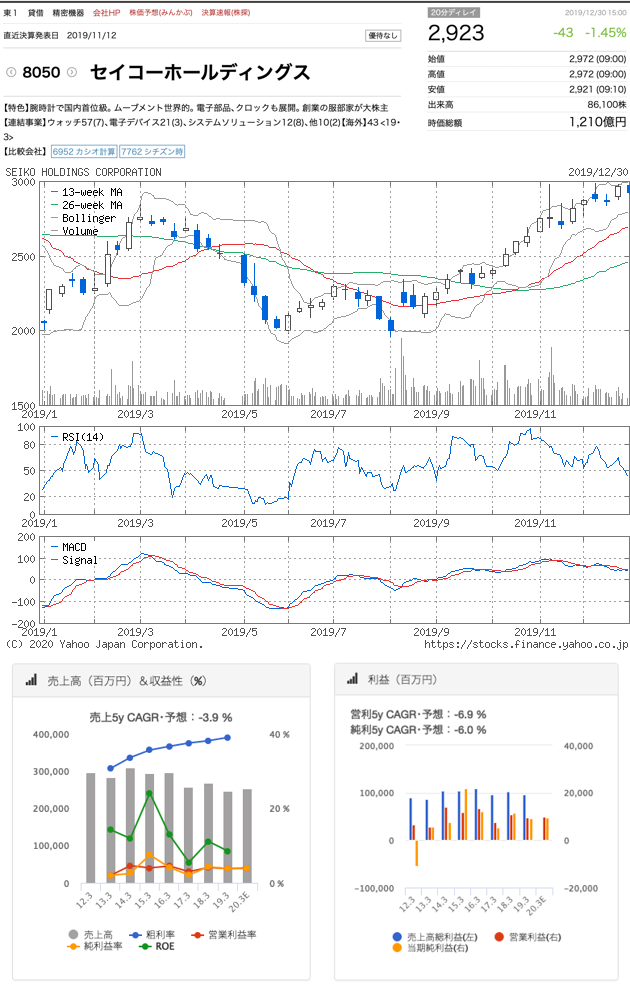 東1 貸借 精密機器 会社HP 株価予想(みんかぶ) 決算速報(株探)
直近決算発表日 2019/11/12 優待なし
8050 セイコーホールディングス
【特色】腕時計で国内首位級。ムーブメント世界的。電子部品、クロックも展開。創業の服部家が大株主
【連結事業】ウォッチ57(7)、電子デバイス21(3)、システムソリューション12(8)、他10(2)【海外】43 <19・
3>
【比較会社】 6952 カシオ計算 7762 シチズン時
20分ディレイ 2019/12/30 15:00
2,923 -43 -1.45%
始値 2,972 (09:00)
高値 2,972 (09:00)
安値 2,921 (09:10)
出来高 86,100株
時価総額 1,210億円
SEIKO HOLDINGS CORPORATION 2019/12/30
3000
2500
2000
1500
13-week MA
26-week MA
Bollinger
Volume
2019/1 2019/3 2019/5 2019/7 2019/9 2019/11
100
80
50
20
0
RSI(14)
2019/1 2019/3 2019/5 2019/7 2019/9 2019/11
200
100
0
-100
-200
MACD
Signal
2019/1 2019/3 2019/5 2019/7 2019/9 2019/11
(C) 2020 Yahoo Japan Corporation. https://stocks.finance.yahoo.co.jp
売上高（百万円）＆収益性（%）
売上5y CAGR･予想：-3.9 %
400,000 40 %
300,000
200,000 20 %
100,000
0 0 %
12.3 13.3 14.3 15.3 16.3 17.3 18.3 19.3 20.3E
売上高 粗利率 営業利益率
純利益率 ROE
利益（百万円）
営利5y CAGR･予想：-6.9 %
純利5y CAGR･予想：-6.0 %
200,000 40,000
100,000 20,000
0 0
-100,000 -20,000
12.3 13.3 14.3 15.3 16.3 17.3 18.3 19.3 20.3E
売上高総利益(左) 営業利益(右)
当期純利益(右)